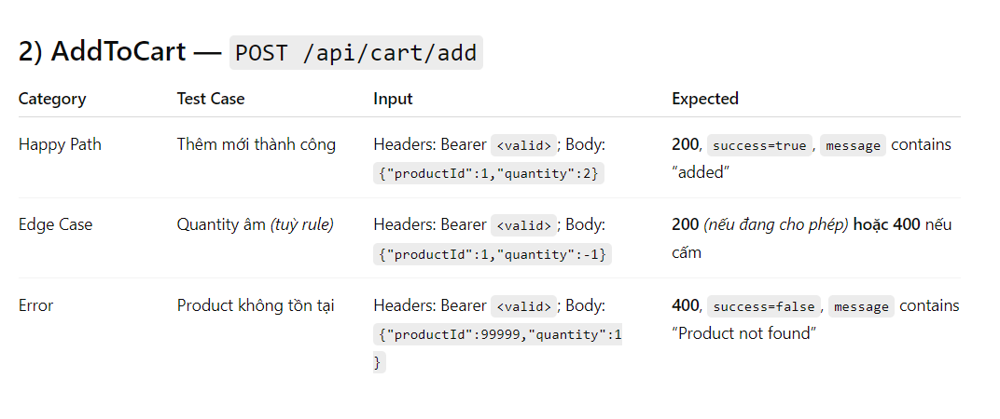 2) AddToCart — POST /api/cart/add
Category Test Case Input Expected
Happy Path Thêm mới thành công Headers: Bearer <valid>; Body: 200, success=true, message contains
{"productId":1,"quantity":2} “added”
Edge Case Quantity âm (tuỳ rule) Headers: Bearer <valid>; Body: 200 (nếu đang cho phép) hoặc 400 nếu
{"productId":1,"quantity":-1} cấm
Error Product không tồn tại Headers: Bearer <valid>; Body: 400, success=false, message contains
{"productId":99999,"quantity":1 “Product not found”
}